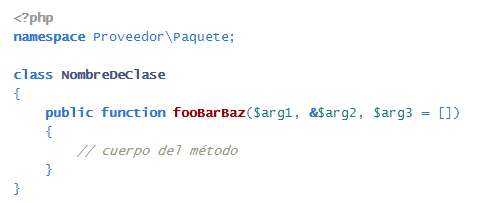 <?php
namespace Proveedor\Paquete;

class NombreDeClase
{
    public function fooBarBaz($arg1, &$arg2, $arg3 = [])
    {
        // cuerpo del método
    }
}